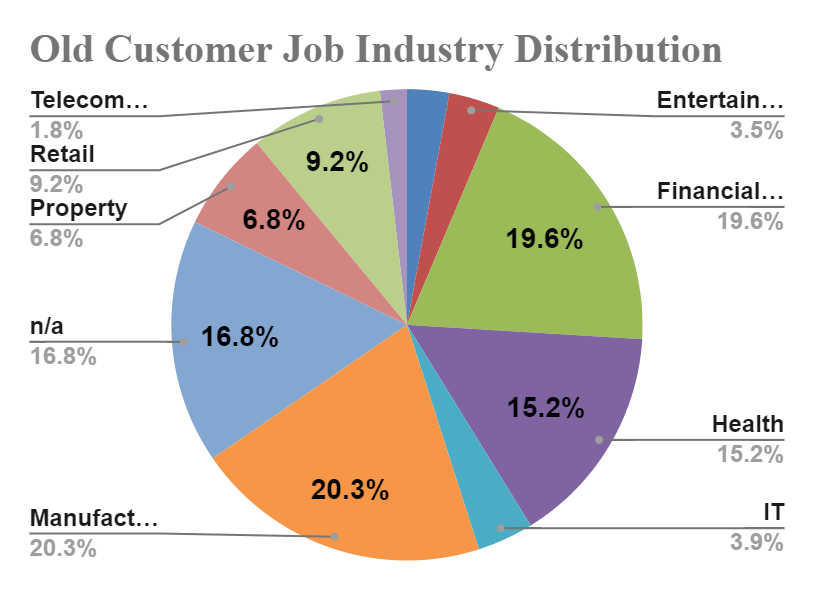 Old Customer Job Industry Distribution
Telecom…
1.8%
Retail
9.2%
Property
6.8%
n/a
16.8%
Manufact…
20.3%
Entertain…
3.5%
Financial…
19.6%
Health
15.2%
IT
3.9%
9.2%
6.8%
16.8%
20.3%
19.6%
15.2%